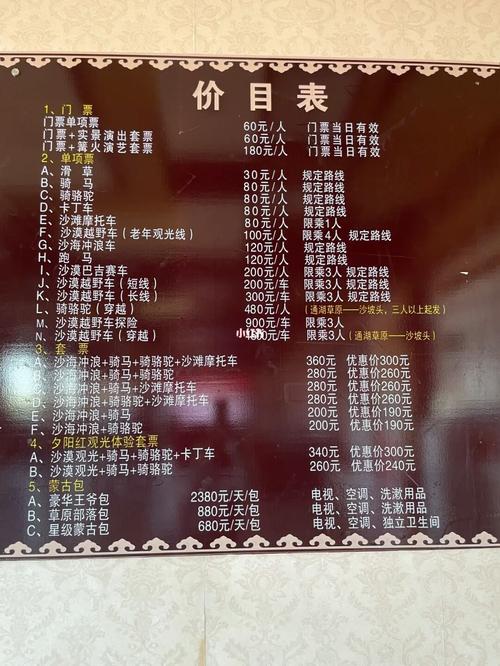 价目表
1、门票
门票单项票 60元/人 门票当日有效
门票+实景演出套票 60元/人 门票当日有效
门票+篝火演艺套票 180元/人 门票当日有效
2、单项票
A、滑草 30元/人 规定路线
B、骑马 80元/人 规定路线
C、骑骆驼 80元/人 规定路线
D、卡丁车 80元/人 规定路线
E、沙滩摩托车 80元/人 限乘1人
F、沙漠越野车(老年观光线) 100元/人 限乘4人 规定路线
G、沙海冲浪车 120元/人 规定路线
H、跑马 120元/人 规定路线
I、沙漠巴吉赛车 200元/人 限乘3人 规定路线
J、沙漠越野车(短线) 200元/车 限乘3人 规定路线
K、沙漠越野车(长线) 300元/车 限乘3人 规定路线
L、骑骆驼(穿越) 480元/人 (通湖草原——沙坡头,三人以上起发)
M、沙漠越野车探险 900元/车 限乘3人
N、沙漠越野车(穿越) 元/车 限乘3人(通湖草原——沙坡头)
小红书
3、套票
A、沙海冲浪+骑马+骑骆驼+沙滩摩托车 360元 优惠价300元
B、沙海冲浪+骑马+骑骆驼 280元 优惠价260元
C、沙海冲浪+骑马+沙滩摩托车 280元 优惠价260元
D、沙海冲浪+骑骆驼+沙滩摩托车 280元 优惠价260元
E、沙海冲浪+骑马 200元 优惠价190元
F、沙海冲浪+骑骆驼 200元 优惠价190元
4、夕阳红观光体验套票
A、沙漠观光+骑马+骑骆驼+卡丁车 340元 优惠价300元
B、沙漠观光+骑马+骑骆驼 260元 优惠价240元
5、蒙古包
A、豪华王爷包 2380元/天/包 电视、空调、洗漱用品
B、草原部落包 880元/天/包 电视、空调、洗漱用品
C、星级蒙古包 680元/天/包 电视、空调、独立卫生间